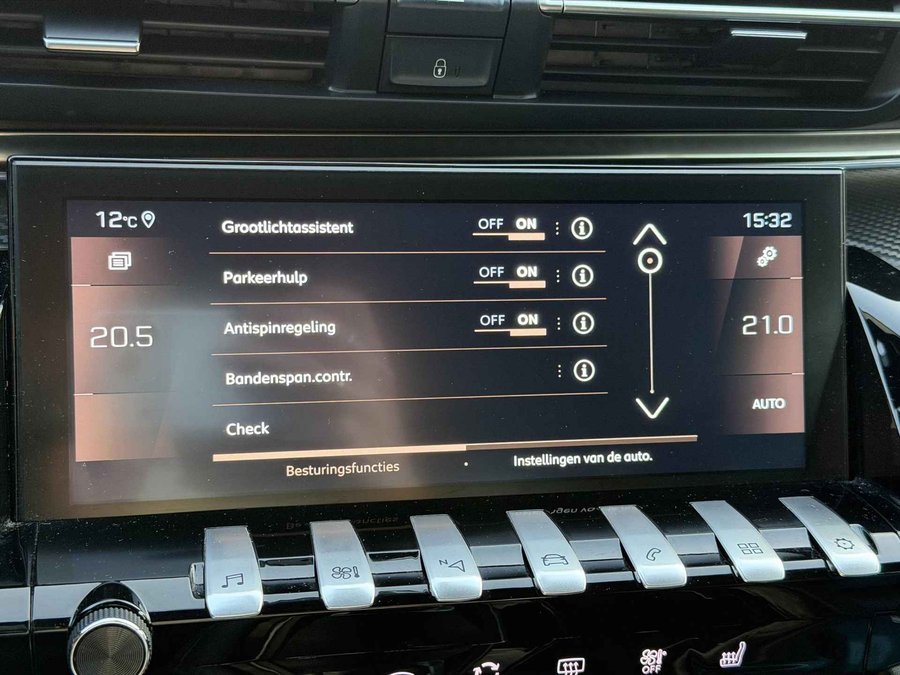 12°C 15:32
Grootlichtassistent OFF ON
Parkeerhulp OFF ON
Antispinregeling OFF ON
20.5 21.0
Bandenspan.contr.
AUTO
Check
Besturingsfuncties Instellingen van de auto.
N
OFF